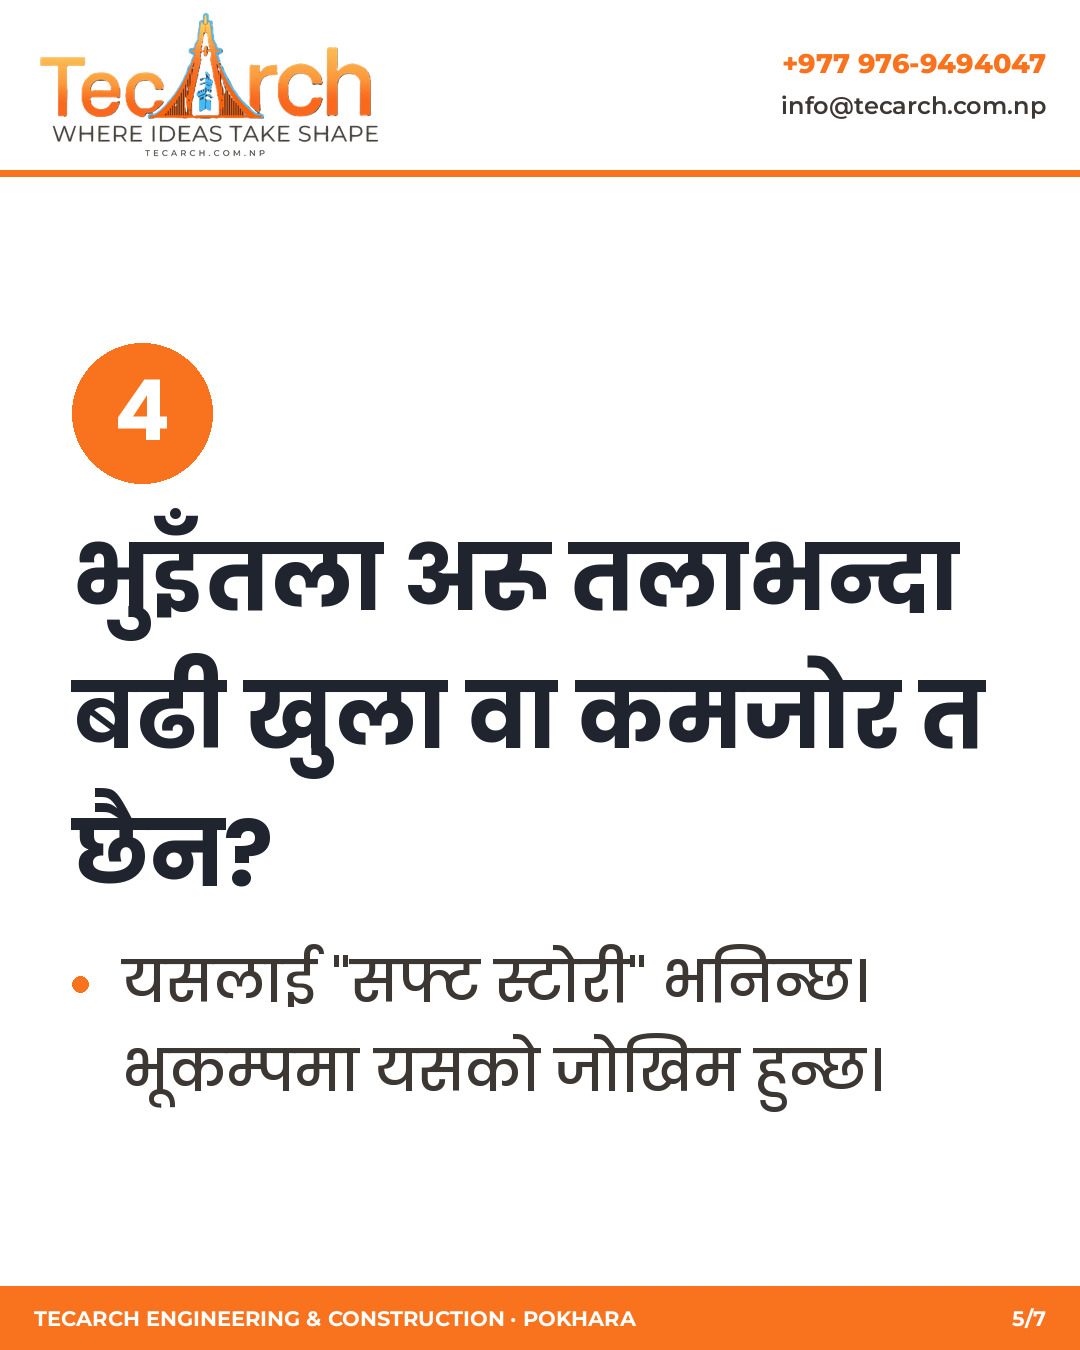 TecArch
WHERE IDEAS TAKE SHAPE
TECARCH.COM.NP
+977 976-9494047
info@tecarch.com.np
4
भुइँतला अरू तलाभन्दा
बढी खुला वा कमजोर त
छैन?
• यसलाई "सफ्ट स्टोरी" भनिन्छ।
भूकम्पमा यसको जोखिम हुन्छ।
TECARCH ENGINEERING & CONSTRUCTION · POKHARA
5/7